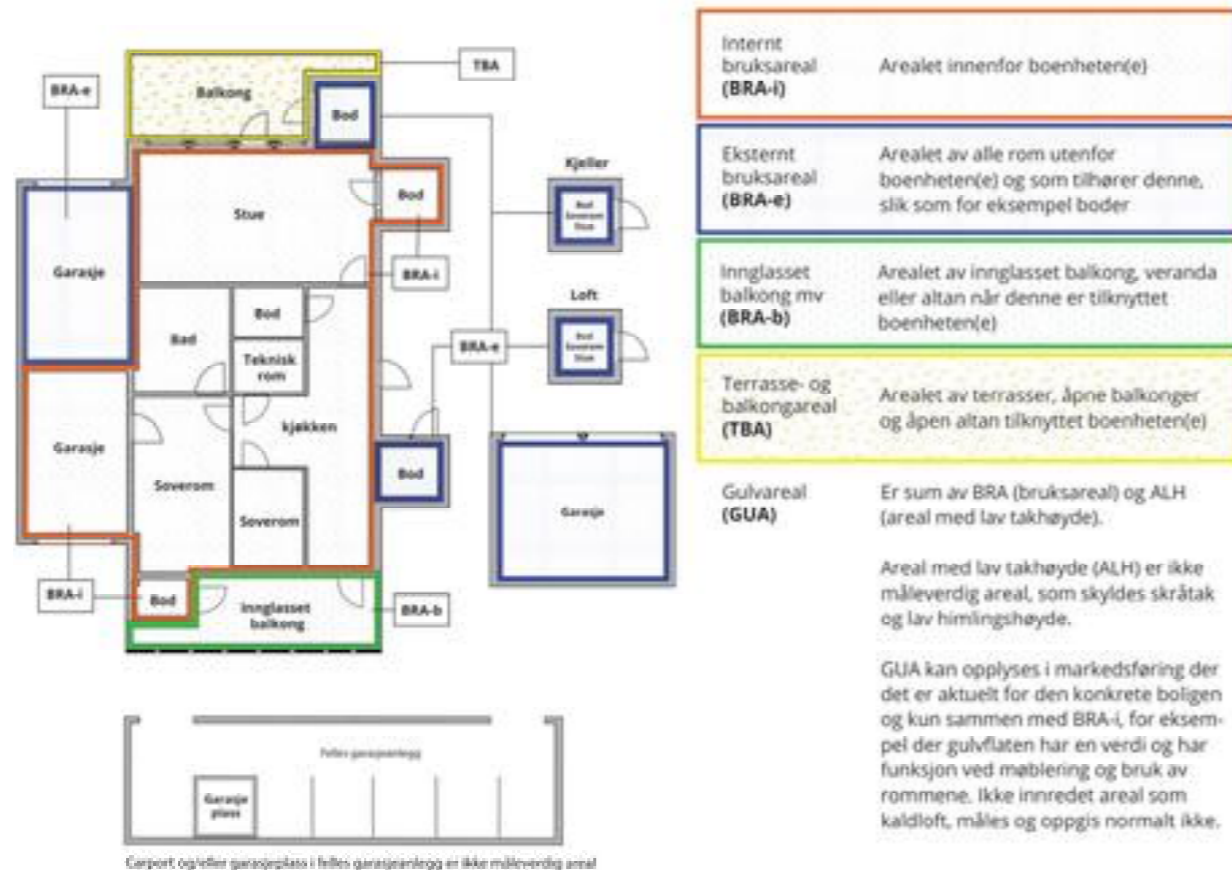 TBA
BRA-e
Balkong
Bod
Kjeller
Bod
Soverom
Stue
Stue
Bod
Garasje
BRA-i
Loft
Bod
Bad
Bod
Soverom
Stue
BRA-e
Teknisk
rom
kjøkken
Garasje
Bod
Soverom
Garasje
Soverom
BRA-i
Bod
Innglasset
balkong
BRA-b
Felles garasjeanlegg
Garasje
plass
Carport og/eller garasjeplass i felles garasjeanlegg er ikke måleverdig areal
Internt
bruksareal
(BRA-i)
Arealet innenfor boenheten(e)
Eksternt
bruksareal
(BRA-e)
Arealet av alle rom utenfor
boenheten(e) og som tilhører denne,
slik som for eksempel boder
Innglasset
balkong mv
(BRA-b)
Arealet av innglasset balkong, veranda
eller altan når denne er tilknyttet
boenheten(e)
Terrasse- og
balkongareal
(TBA)
Arealet av terrasser, åpne balkonger
og åpen altan tilknyttet boenheten(e)
Gulvareal
(GUA)
Er sum av BRA (bruksareal) og ALH
(areal med lav takhøyde).
Areal med lav takhøyde (ALH) er ikke
måleverdig areal, som skyldes skråtak
og lav himlingshøyde.
GUA kan opplyses i markedsføring der
det er aktuelt for den konkrete boligen
og kun sammen med BRA-i, for eksem-
pel der gulvflaten har en verdi og har
funksjon ved møblering og bruk av
rommene. Ikke innredet areal som
kaldloft, måles og oppgis normalt ikke.